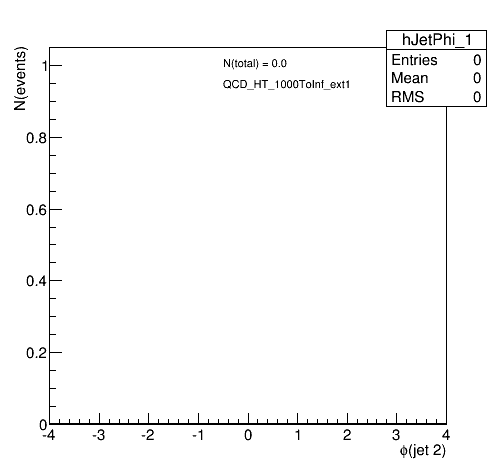 hJetPhi_1
Entries 0
Mean 0
RMS 0
N(total) = 0.0
QCD_HT_1000ToInf_ext1
N(events)
1
0.8
0.6
0.4
0.2
0
-4 -3 -2 -1 0 1 2 3 4
ϕ(jet 2)